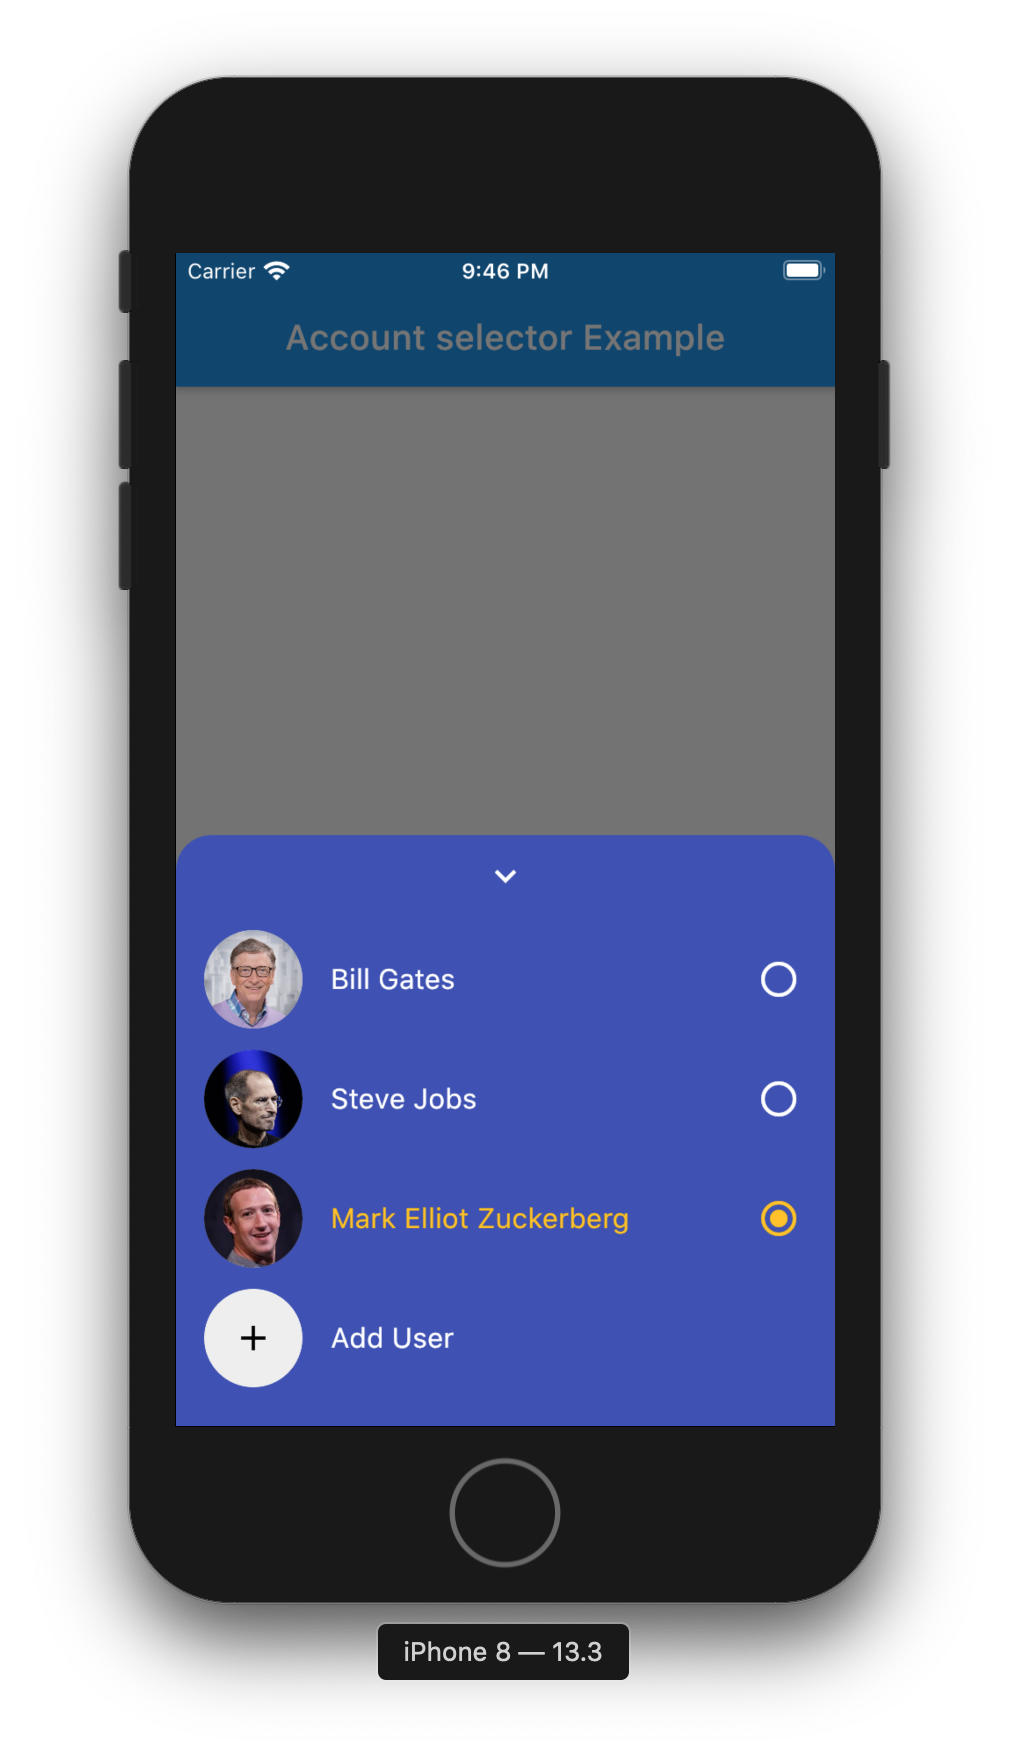 Carrier 9:46 PM
Account selector Example
Bill Gates
Steve Jobs
Mark Elliot Zuckerberg
Add User
iPhone 8 — 13.3